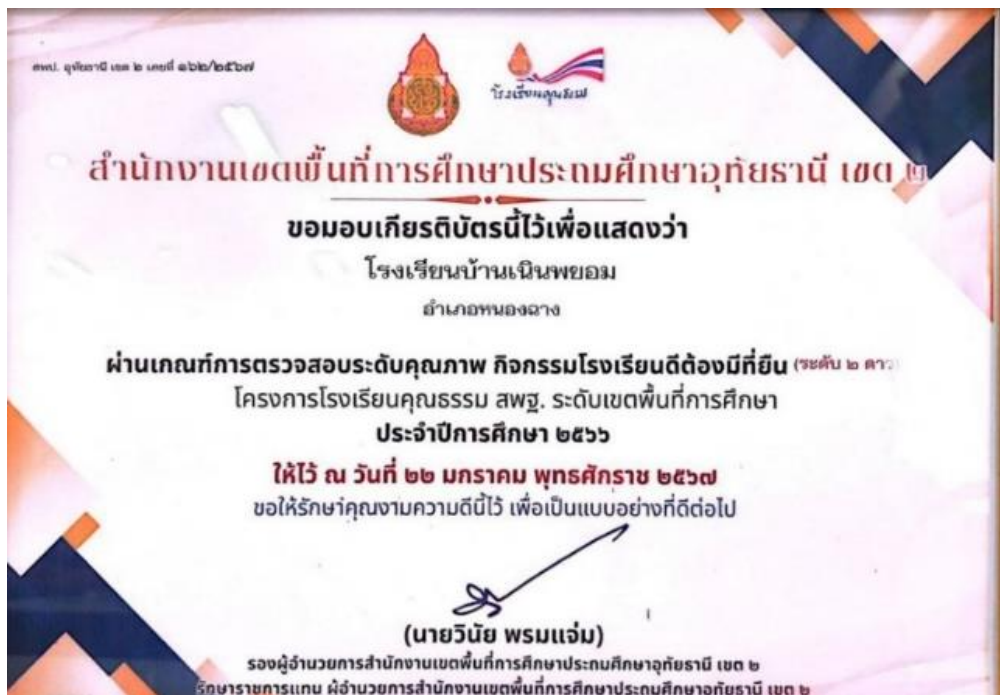 สพป. อุทัยธานี เขต ๒ เลขที่ ๑๖๒/๒๕๖๗
โรงเรียนคุณธรรม
สำนักงานเขตพื้นที่การศึกษาประถมศึกษาอุทัยธานี เขต ๒
ขอมอบเกียรติบัตรนี้ไว้เพื่อแสดงว่า
โรงเรียนบ้านเนินพยอม
อำเภอหนองฉาง
ผ่านเกณฑ์การตรวจสอบระดับคุณภาพ กิจกรรมโรงเรียนดีต้องมีที่ยืน (ระดับ ๒ ดาว)
โครงการโรงเรียนคุณธรรม สพฐ. ระดับเขตพื้นที่การศึกษา
ประจำปีการศึกษา ๒๕๖๖
ให้ไว้ ณ วันที่ ๒๒ มกราคม พุทธศักราช ๒๕๖๗
ขอให้รักษาคุณงามความดีนี้ไว้ เพื่อเป็นแบบอย่างที่ดีต่อไป
(นายวินัย พรมแจ่ม)
รองผู้อำนวยการสำนักงานเขตพื้นที่การศึกษาประถมศึกษาอุทัยธานี เขต ๒
รักษาราชการแทน ผู้อำนวยการสำนักงานเขตพื้นที่การศึกษาประถมศึกษาอุทัยธานี เขต ๒